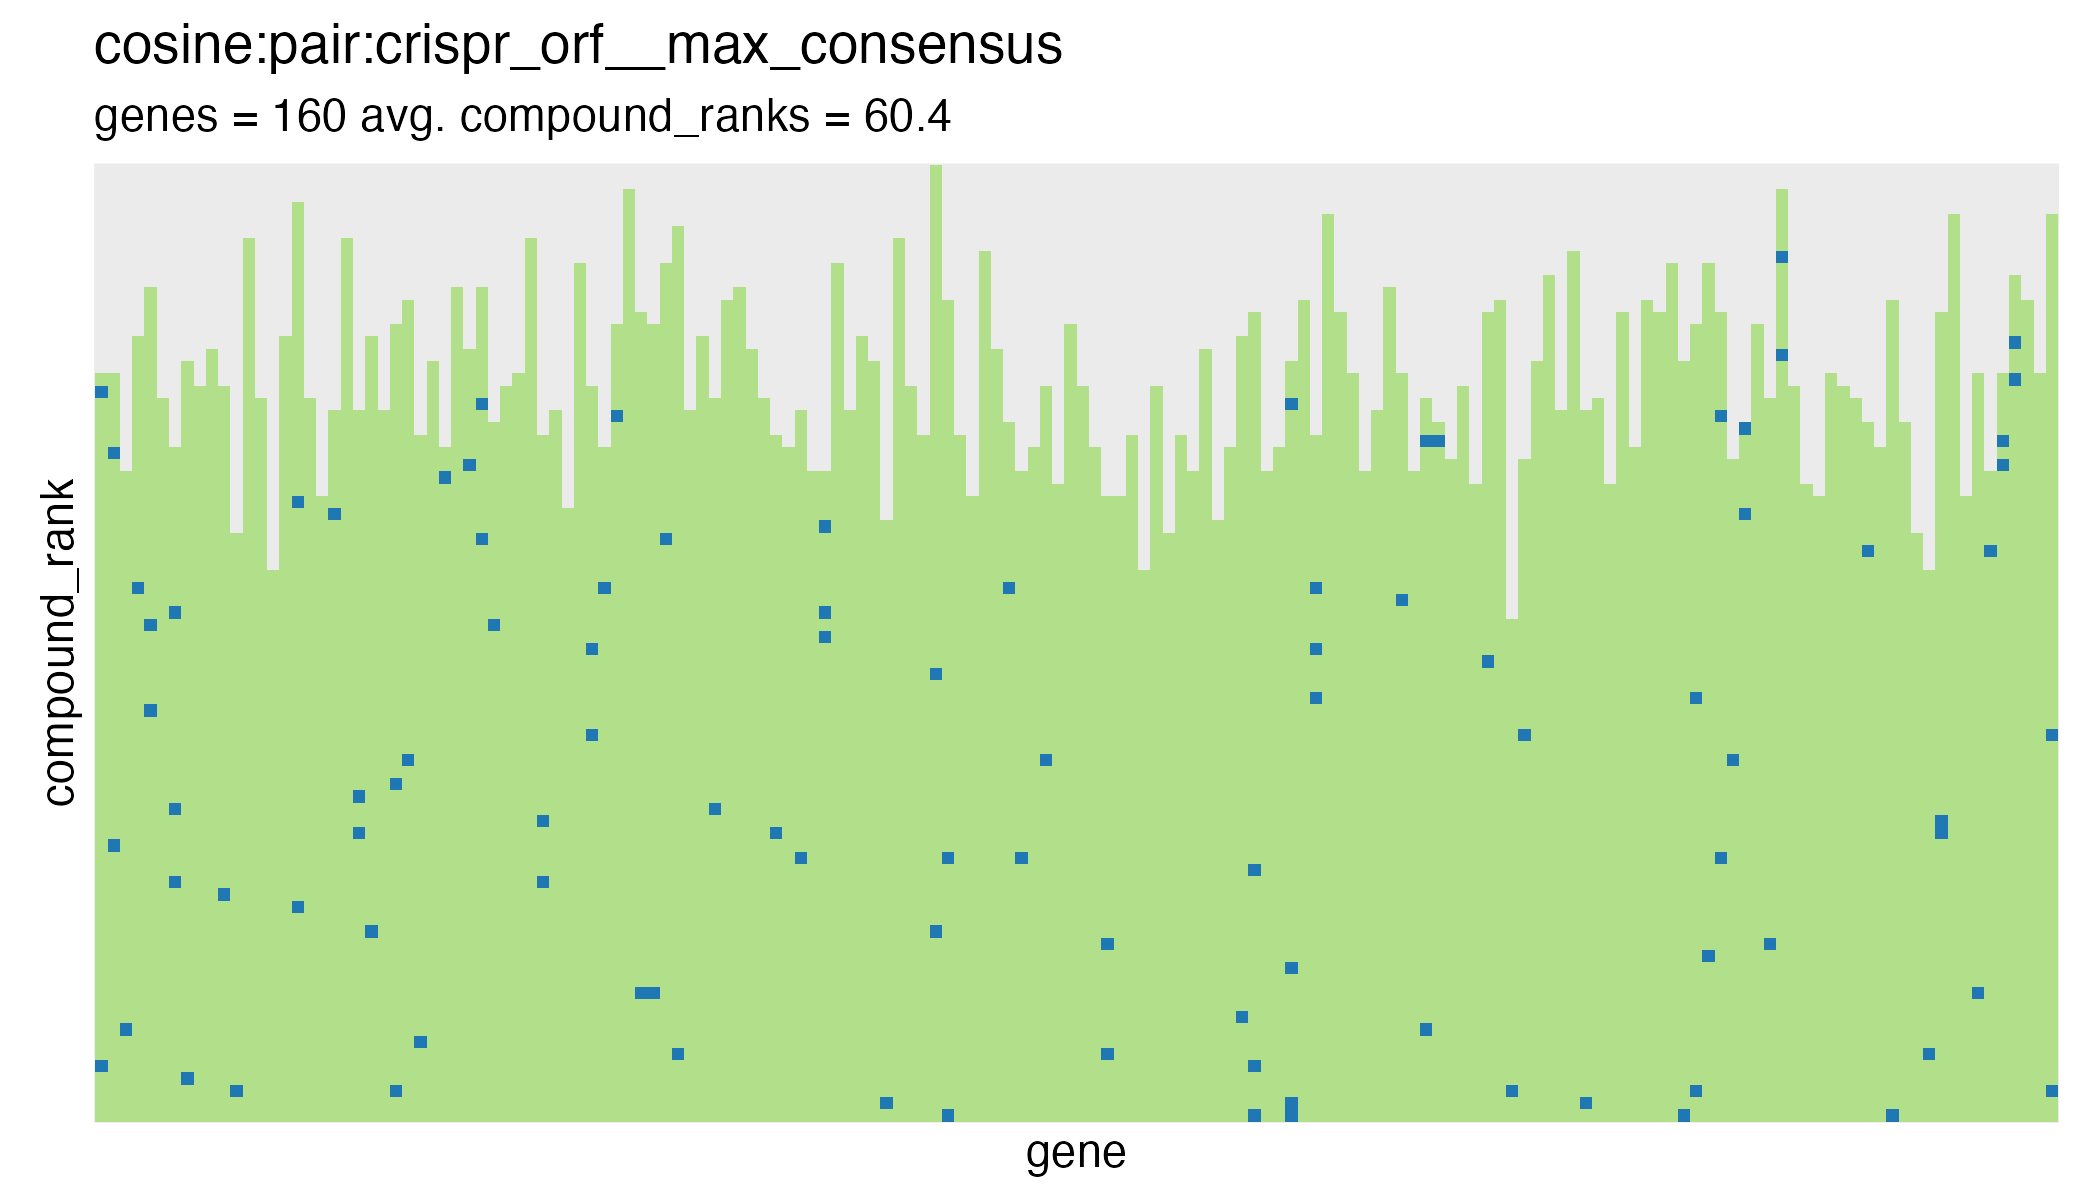 cosine:pair:crispr_orf__max_consensus
genes = 160 avg. compound_ranks = 60.4
compound_rank
gene